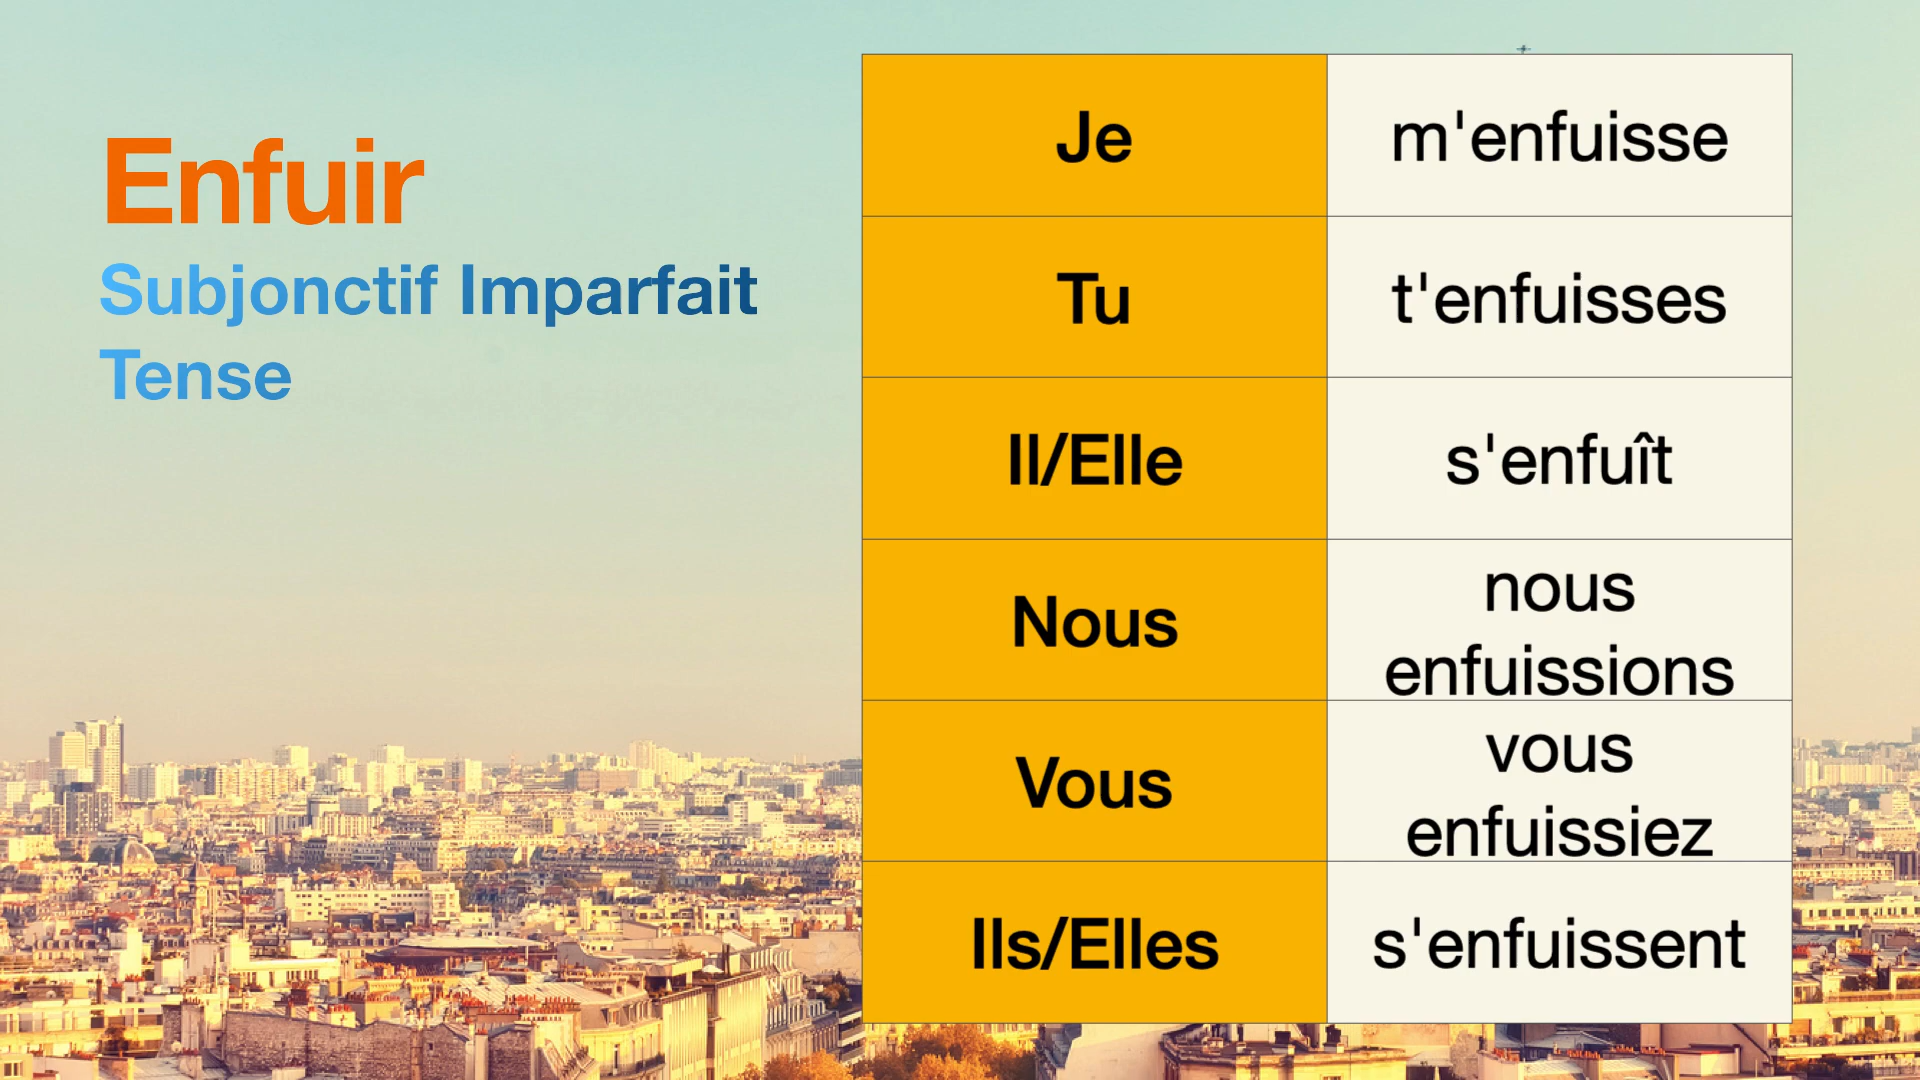 Enfuir
Subjonctif Imparfait
Tense
Je m'enfuisse
Tu t'enfuisses
Il/Elle s'enfuît
Nous nous
enfuissions
Vous vous
enfuissiez
Ils/Elles s'enfuissent